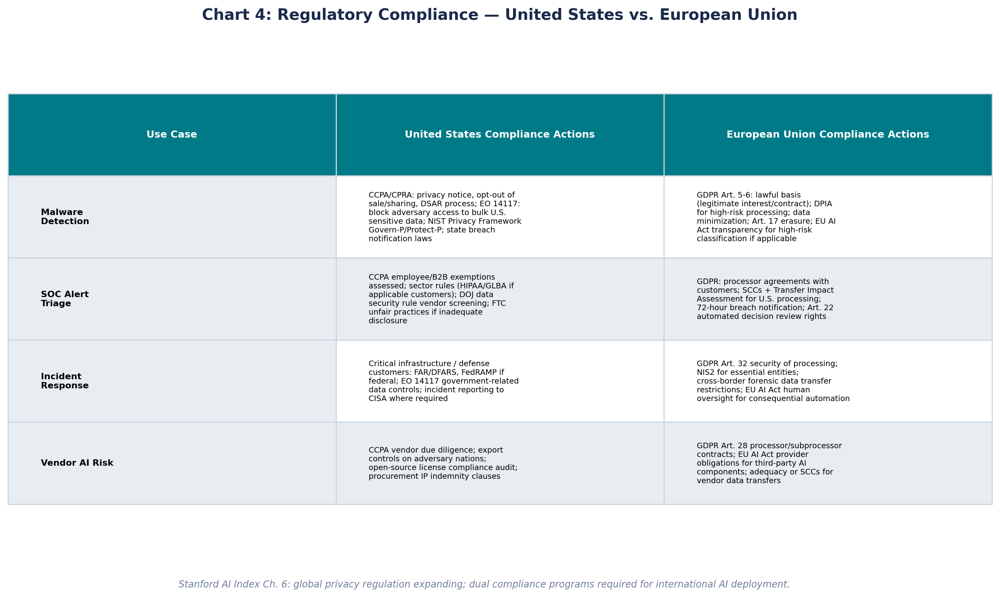 Chart 4: Regulatory Compliance — United States vs. European Union
Use Case
United States Compliance Actions
European Union Compliance Actions
Malware
Detection
CCPA/CPRA: privacy notice, opt-out of
sale/sharing, DSAR process; EO 14117:
block adversary access to bulk U.S.
sensitive data; NIST Privacy Framework
Govern-P/Protect-P; state breach
notification laws
GDPR Art. 5-6: lawful basis
(legitimate interest/contract); DPIA
for high-risk processing; data
minimization; Art. 17 erasure; EU AI
Act transparency for high-risk
classification if applicable
SOC Alert
Triage
CCPA employee/B2B exemptions
assessed; sector rules (HIPAA/GLBA if
applicable customers); DOJ data
security rule vendor screening; FTC
unfair practices if inadequate
disclosure
GDPR: processor agreements with
customers; SCCs + Transfer Impact
Assessment for U.S. processing;
72-hour breach notification; Art. 22
automated decision review rights
Incident
Response
Critical infrastructure / defense
customers: FAR/DFARS, FedRAMP if
federal; EO 14117 government-related
data controls; incident reporting to
CISA where required
GDPR Art. 32 security of processing;
NIS2 for essential entities;
cross-border forensic data transfer
restrictions; EU AI Act human
oversight for consequential automation
Vendor AI Risk
CCPA vendor due diligence; export
controls on adversary nations;
open-source license compliance audit;
procurement IP indemnity clauses
GDPR Art. 28 processor/subprocessor
contracts; EU AI Act provider
obligations for third-party AI
components; adequacy or SCCs for
vendor data transfers
Stanford AI Index Ch. 6: global privacy regulation expanding; dual compliance programs required for international AI deployment.